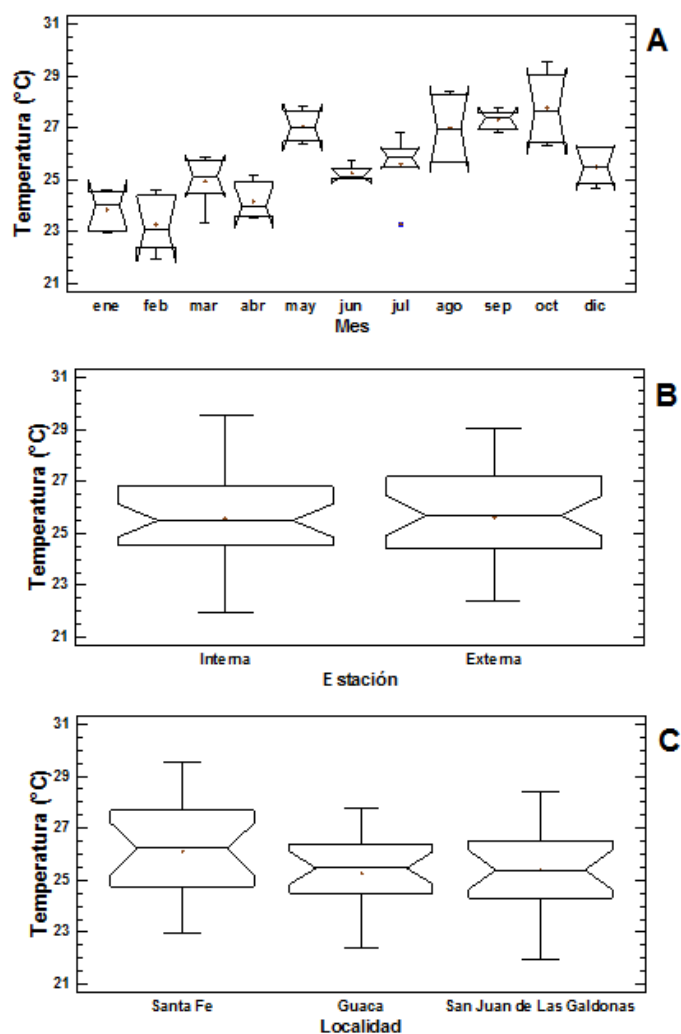 A
Temperatura (°C)
31
29
27
25
23
21
ene feb mar abr may jun jul ago sep oct dic
Mes
B
Temperatura (°C)
31
29
27
25
23
21
Interna Externa
Estación
C
Temperatura (°C)
31
29
27
25
23
21
Santa Fe Guaca San Juan de Las Galdonas
Localidad